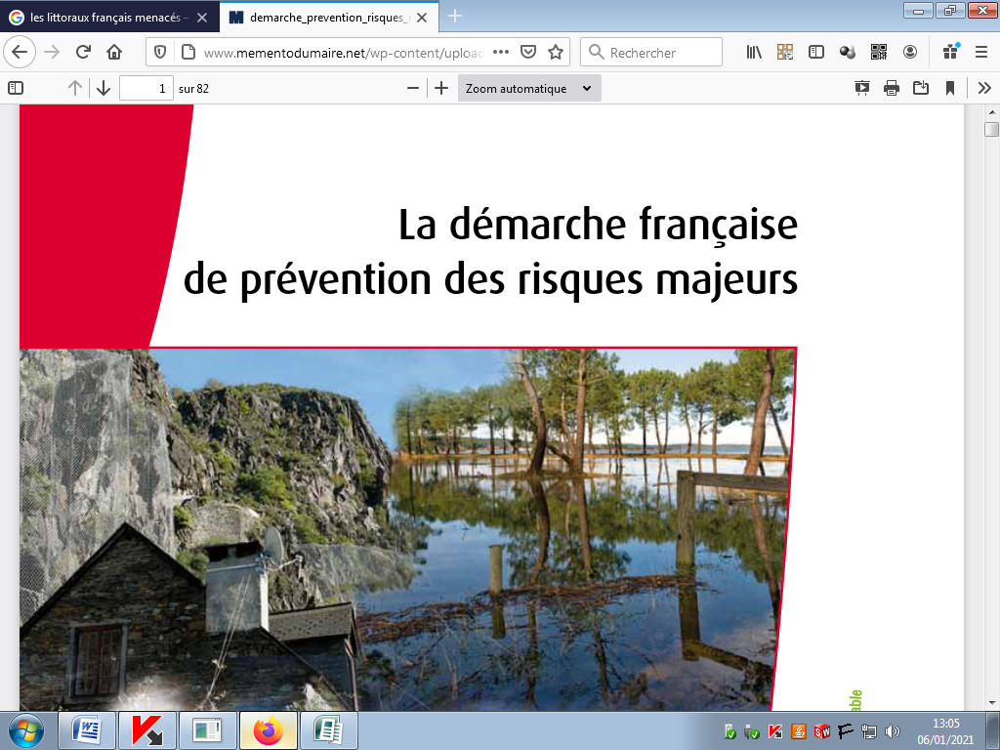 les littoraux français menacés –
demarche_prevention_risques_
www.mementodumaire.net/wp-content/upload
Rechercher
1 sur 82
Zoom automatique
La démarche française
de prévention des risques majeurs
able
13:05
06/01/2021